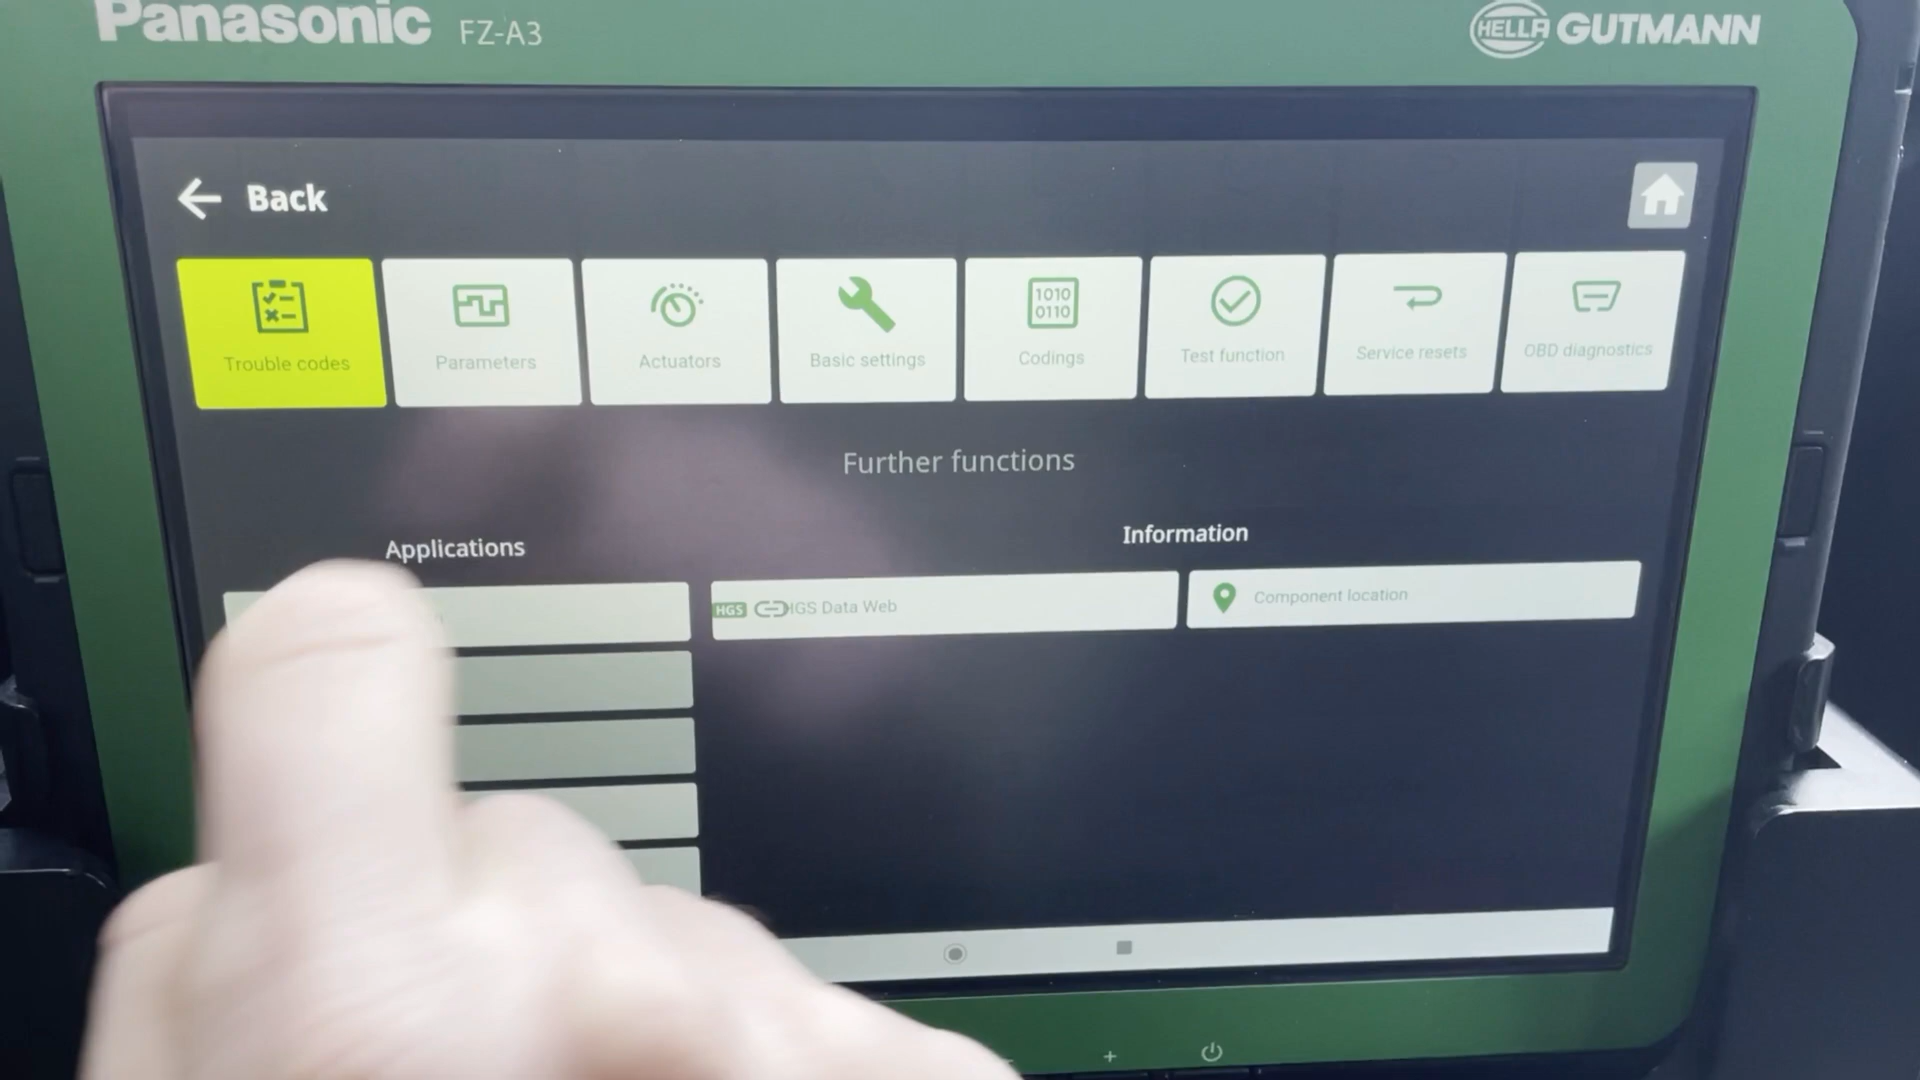 Panasonic FZ-A3
HELLA GUTMANN
Back
Trouble codes
Parameters
Actuators
Basic settings
1010
0110
Codings
Test function
Service resets
OBD diagnostics
Further functions
Applications
Information
HGS IGS Data Web
Component location